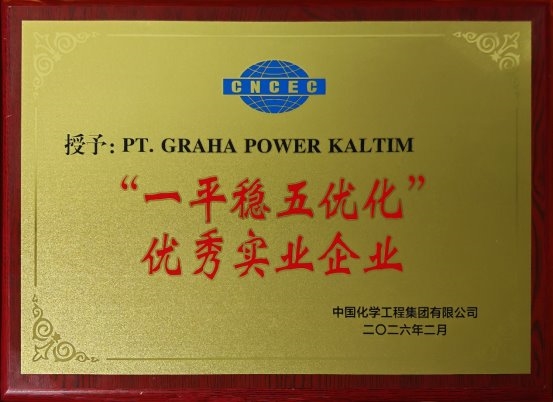 CNCEC
授予：PT. GRAHA POWER KALTIM
“一平稳五优化”
优秀实业企业
中国化学工程集团有限公司
二〇二六年二月